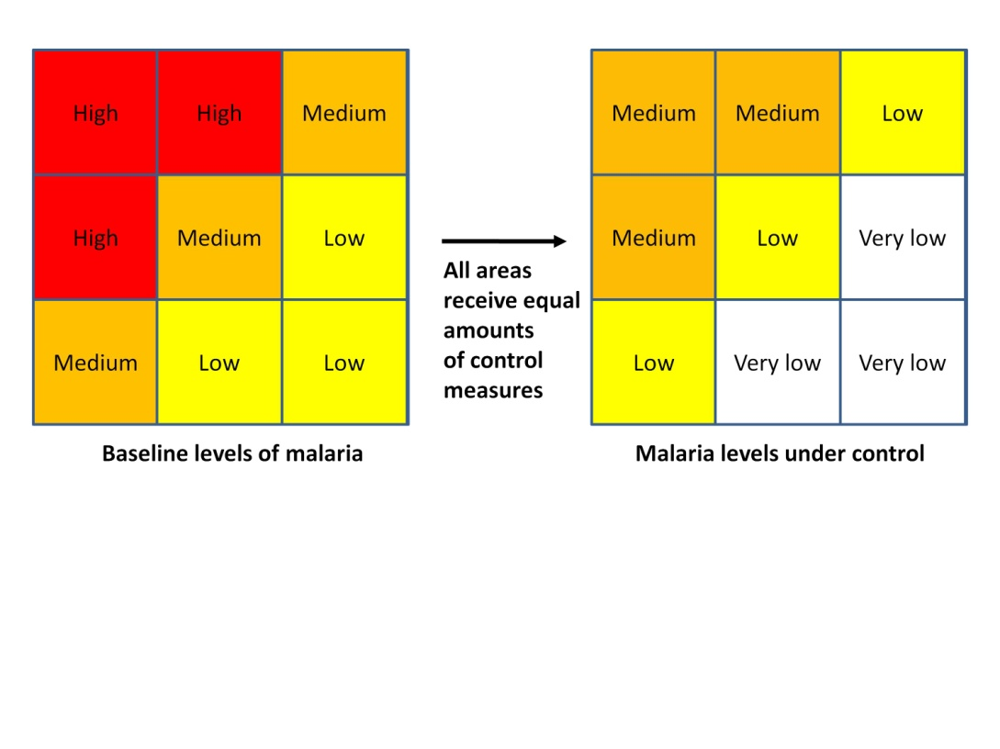 High High Medium Medium Medium Low
High Medium Low Medium Low Very low
All areas
receive equal
amounts
of control
measures
Medium Low Low Low Very low Very low
Baseline levels of malaria Malaria levels under control